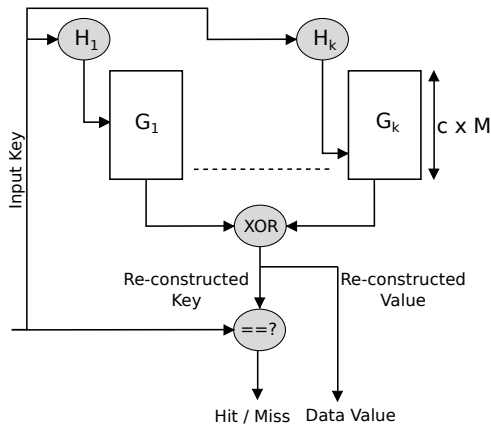 H1
Hk
G1
Gk
c x M
Input Key
XOR
Re-constructed
Key
Re-constructed
Value
==?
Hit / Miss
Data Value